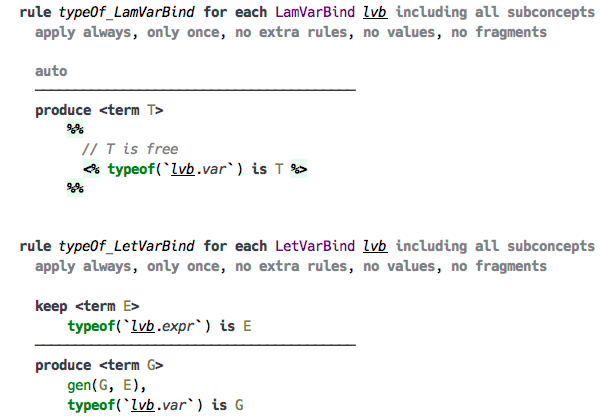 rule typeOf_LamVarBind for each LamVarBind lvb including all subconcepts
apply always, only once, no extra rules, no values, no fragments
auto
produce <term T>
%%
// T is free
<% typeof(`lvb.var`) is T %>
%%
rule typeOf_LetVarBind for each LetVarBind lvb including all subconcepts
apply always, only once, no extra rules, no values, no fragments
keep <term E>
typeof(`lvb.expr`) is E
produce <term G>
gen(G, E),
typeof(`lvb.var`) is G